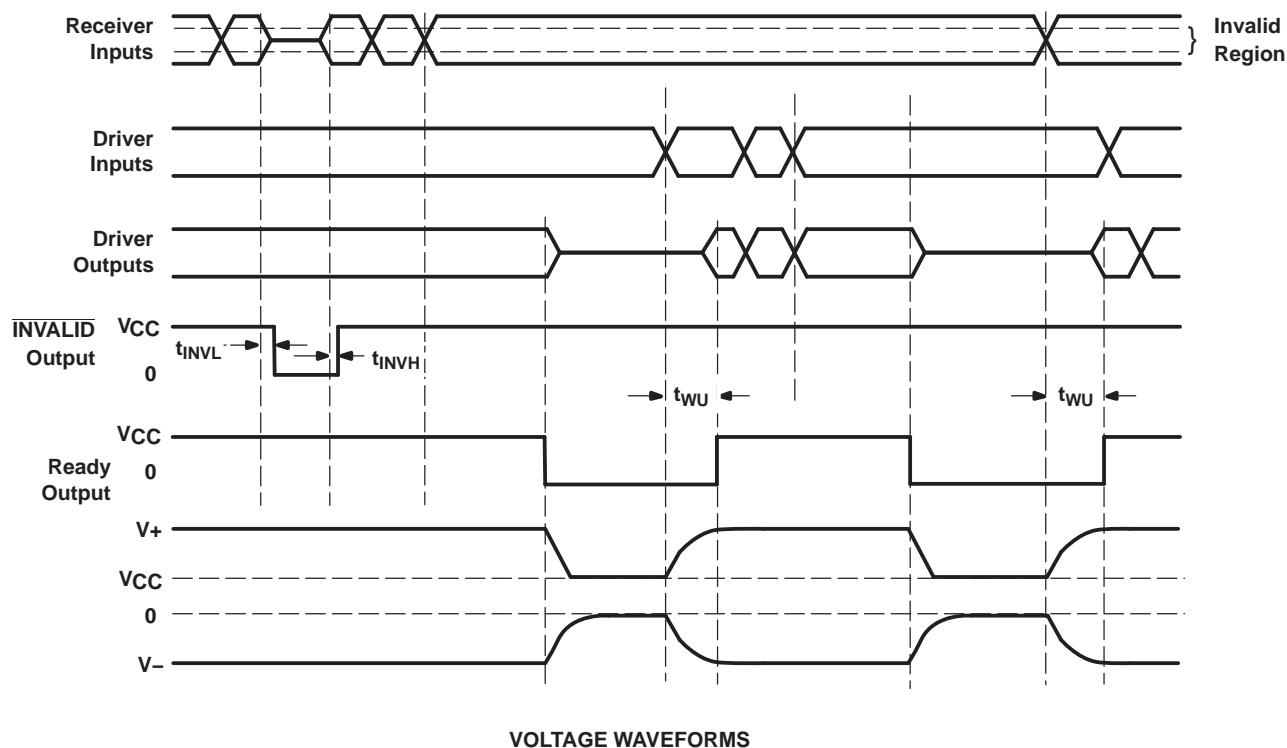 Receiver
Inputs
Invalid
Region
}
Driver
Inputs
Driver
Outputs
INVALID
Output
VCC
0
tINVL
tINVH
tWU
tWU
Ready
Output
VCC
0
V+
VCC
0
V–
VOLTAGE WAVEFORMS